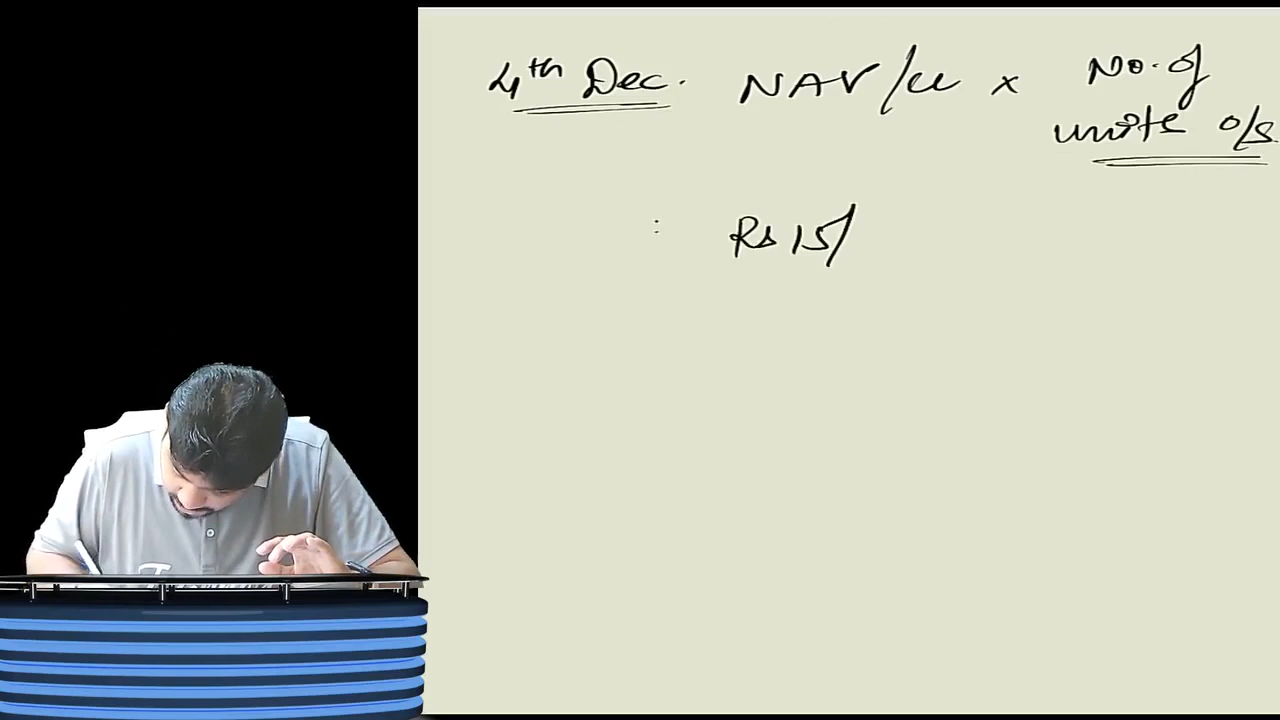 4th Dec. NAV/u × No. of
units o/s.
: Rs 15/